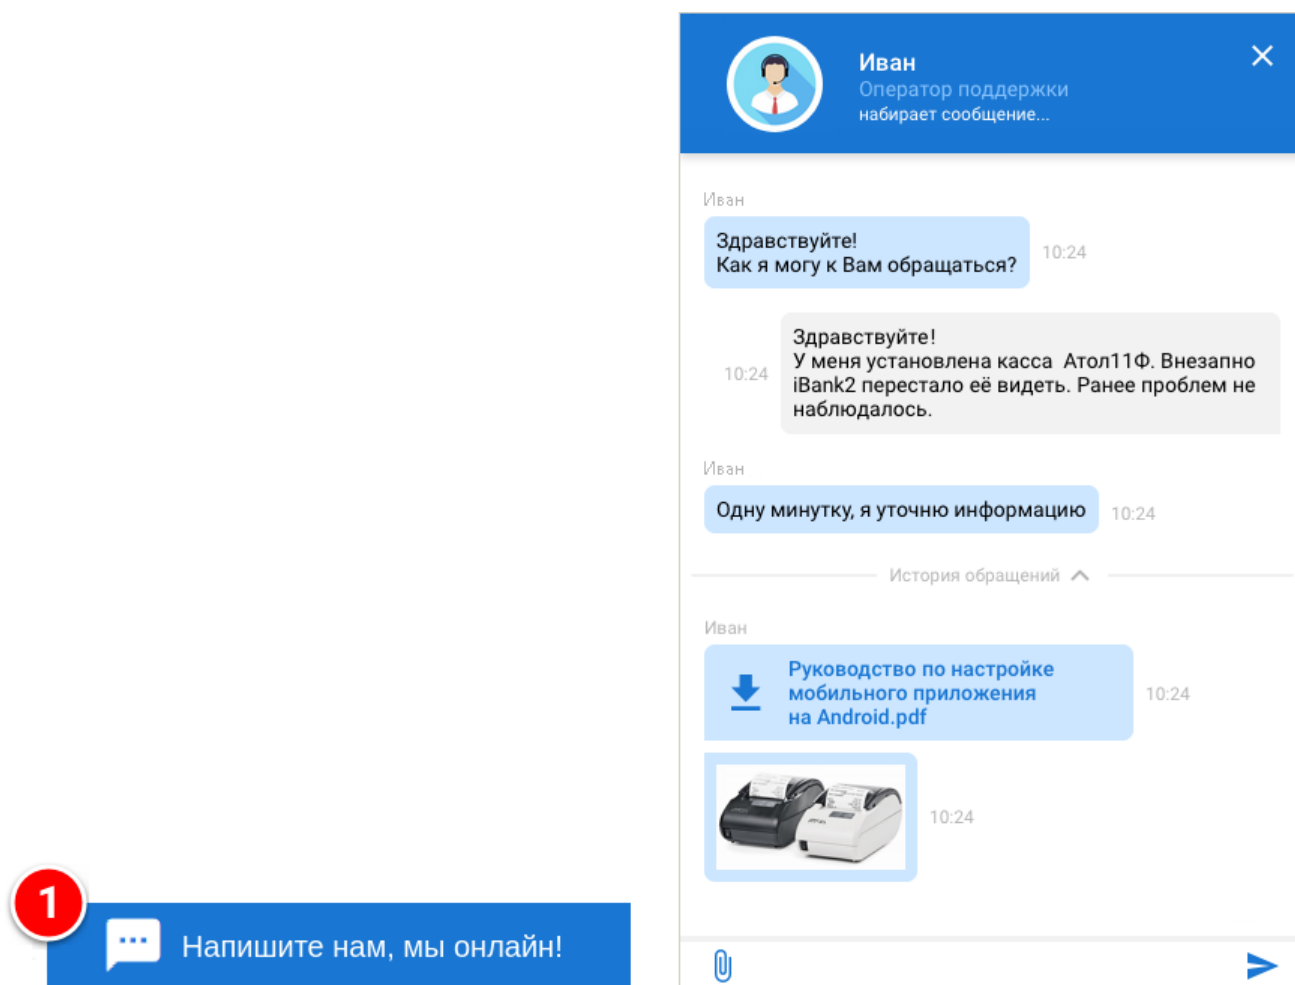 1
Напишите нам, мы онлайн!
Иван
Оператор поддержки
набирает сообщение...
Иван
Здравствуйте!
Как я могу к Вам обращаться?
10:24
Здравствуйте!
У меня установлена касса Атол11Ф. Внезапно
iBank2 перестало её видеть. Ранее проблем не
наблюдалось.
10:24
Иван
Одну минутку, я уточню информацию
10:24
История обращений
Иван
Руководство по настройке
мобильного приложения
на Android.pdf
10:24
10:24